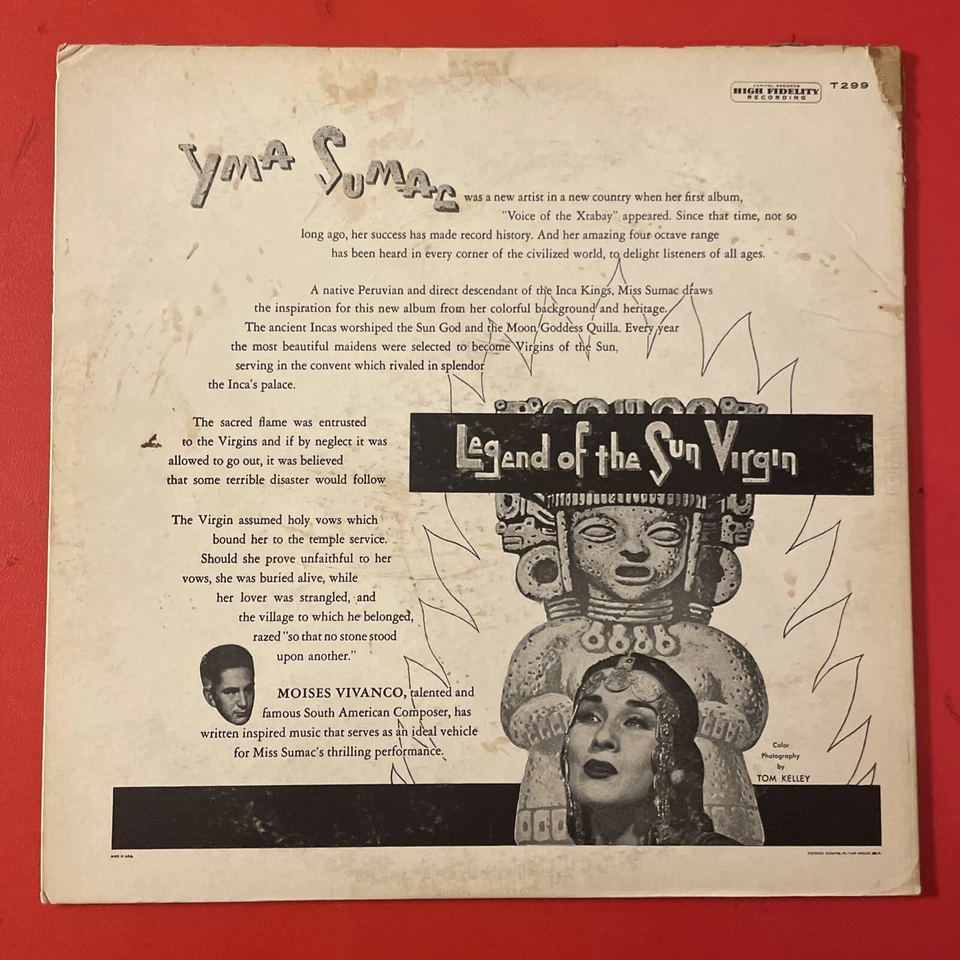 CAPITOL RECORDS
HIGH FIDELITY
RECORDING
T299
Yma Sumac was a new artist in a new country when her first album,
"Voice of the Xtabay" appeared. Since that time, not so
long ago, her success has made record history. And her amazing four octave range
has been heard in every corner of the civilized world, to delight listeners of all ages.
A native Peruvian and direct descendant of the Inca Kings, Miss Sumac draws
the inspiration for this new album from her colorful background and heritage.
The ancient Incas worshiped the Sun God and the Moon Goddess Quilla. Every year
the most beautiful maidens were selected to become Virgins of the Sun,
serving in the convent which rivaled in splendor
the Inca's palace.
The sacred flame was entrusted
to the Virgins and if by neglect it was
allowed to go out, it was believed
that some terrible disaster would follow
Legend of the Sun Virgin
The Virgin assumed holy vows which
bound her to the temple service.
Should she prove unfaithful to her
vows, she was buried alive, while
her lover was strangled, and
the village to which he belonged,
razed "so that no stone stood
upon another."
MOISES VIVANCO, talented and
famous South American Composer, has
written inspired music that serves as an ideal vehicle
for Miss Sumac's thrilling performance.
Color
Photography
by
TOM KELLEY
MADE IN U.S.A.